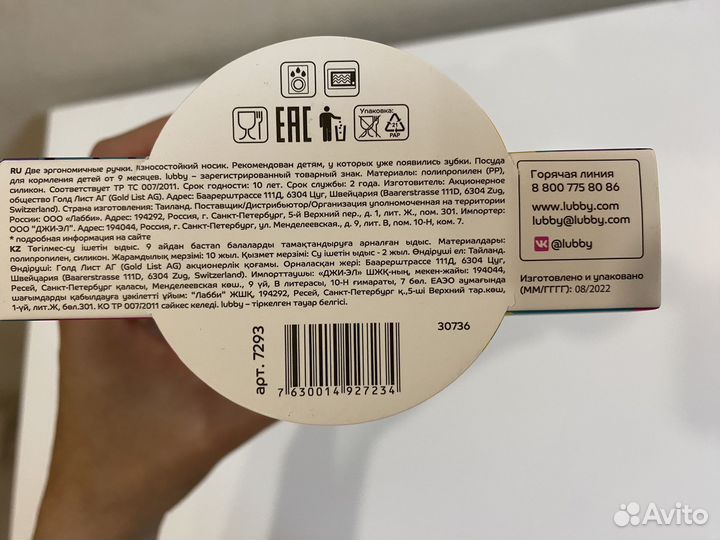 EAC
Упаковка:
21
PAP
RU Две эргономичные ручки. Износостойкий носик. Рекомендован детям, у которых уже появились зубки. Посуда
для кормления детей от 9 месяцев. lubby – зарегистрированный товарный знак. Материалы: полипропилен (PP),
силикон. Соответствует ТР ТС 007/2011. Срок годности: 10 лет. Срок службы: 2 года. Изготовитель: Акционерное
общество Голд Лист АГ (Gold List AG). Адрес: Баарерштрассе 111D, 6304 Цуг, Швейцария (Baarerstrasse 111D, 6304 Zug,
Switzerland). Страна изготовления: Таиланд. Поставщик/Дистрибьютор/Организация уполномоченная на территории
России: ООО «Лабби». Адрес: 194292, Россия, г. Санкт-Петербург, 5-й Верхний пер., д. 1, лит. Ж., пом. 301. Импортер:
ООО "ДЖИ-ЭЛ". Адрес: 194044, Россия, г. Санкт-Петербург, ул. Менделеевская, д. 9, лит. В, пом. 10-Н, ком. 7.
* подробная информация на сайте
KZ Төгілмес-су ішетін ыдыс. 9 айдан бастап балаларды тамақтандыруға арналған ыдыс. Материалдары:
полипропилен, силикон. Жарамдылық мерзімі: 10 жыл. Қызмет мерзімі: Су ішетін ыдыс - 2 жыл. Өндіруші ел: Тайланд.
Өндіруші: Голд Лист АГ (Gold List AG) акционерлік қоғамы. Орналасқан жері: Баарерштрассе 111Д, 6304 Цуг,
Швейцария (Baarerstrasse 111D, 6304 Zug, Switzerland). Импорттаушы: «ДЖИ-ЭЛ» ШЖҚ-ның, мекен-жайы: 194044,
Ресей, Санкт-Петербург қаласы, Менделеевская көш., 9 үй, В литерасы, 10-Н ғимараты, 7 бөл. ЕАЭО аумағында
шағымдарды қабылдауға уәкілетті ұйым: "Лабби" ЖШҚ, 194292, Ресей, Санкт-Петербург қ.,5-ші Верхний тар.көш,
1-үй, лит.Ж, бөл.301. КО ТР 007/2011 сәйкес келеді. lubby – тіркелген тауар белгісі.
Горячая линия
8 800 775 80 86
www.lubby.com
lubby@lubby.com
@lubby
Изготовлено и упаковано
(ММ/ГГГГ): 08/2022
арт. 7293
30736
7 630014 927234
Avito